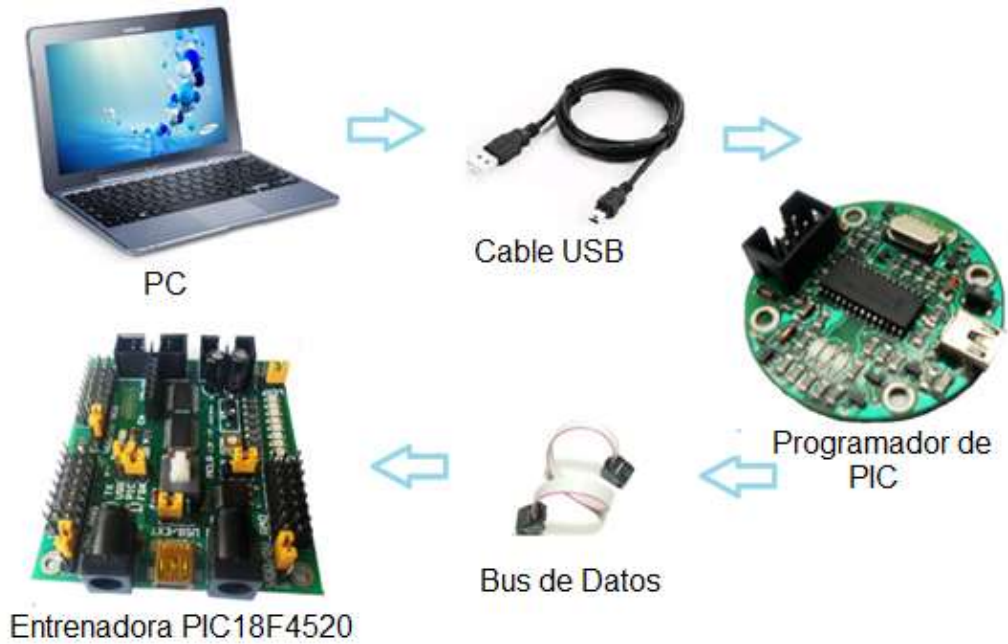 PC
Cable USB
Programador de
PIC
Bus de Datos
Entrenadora PIC18F4520